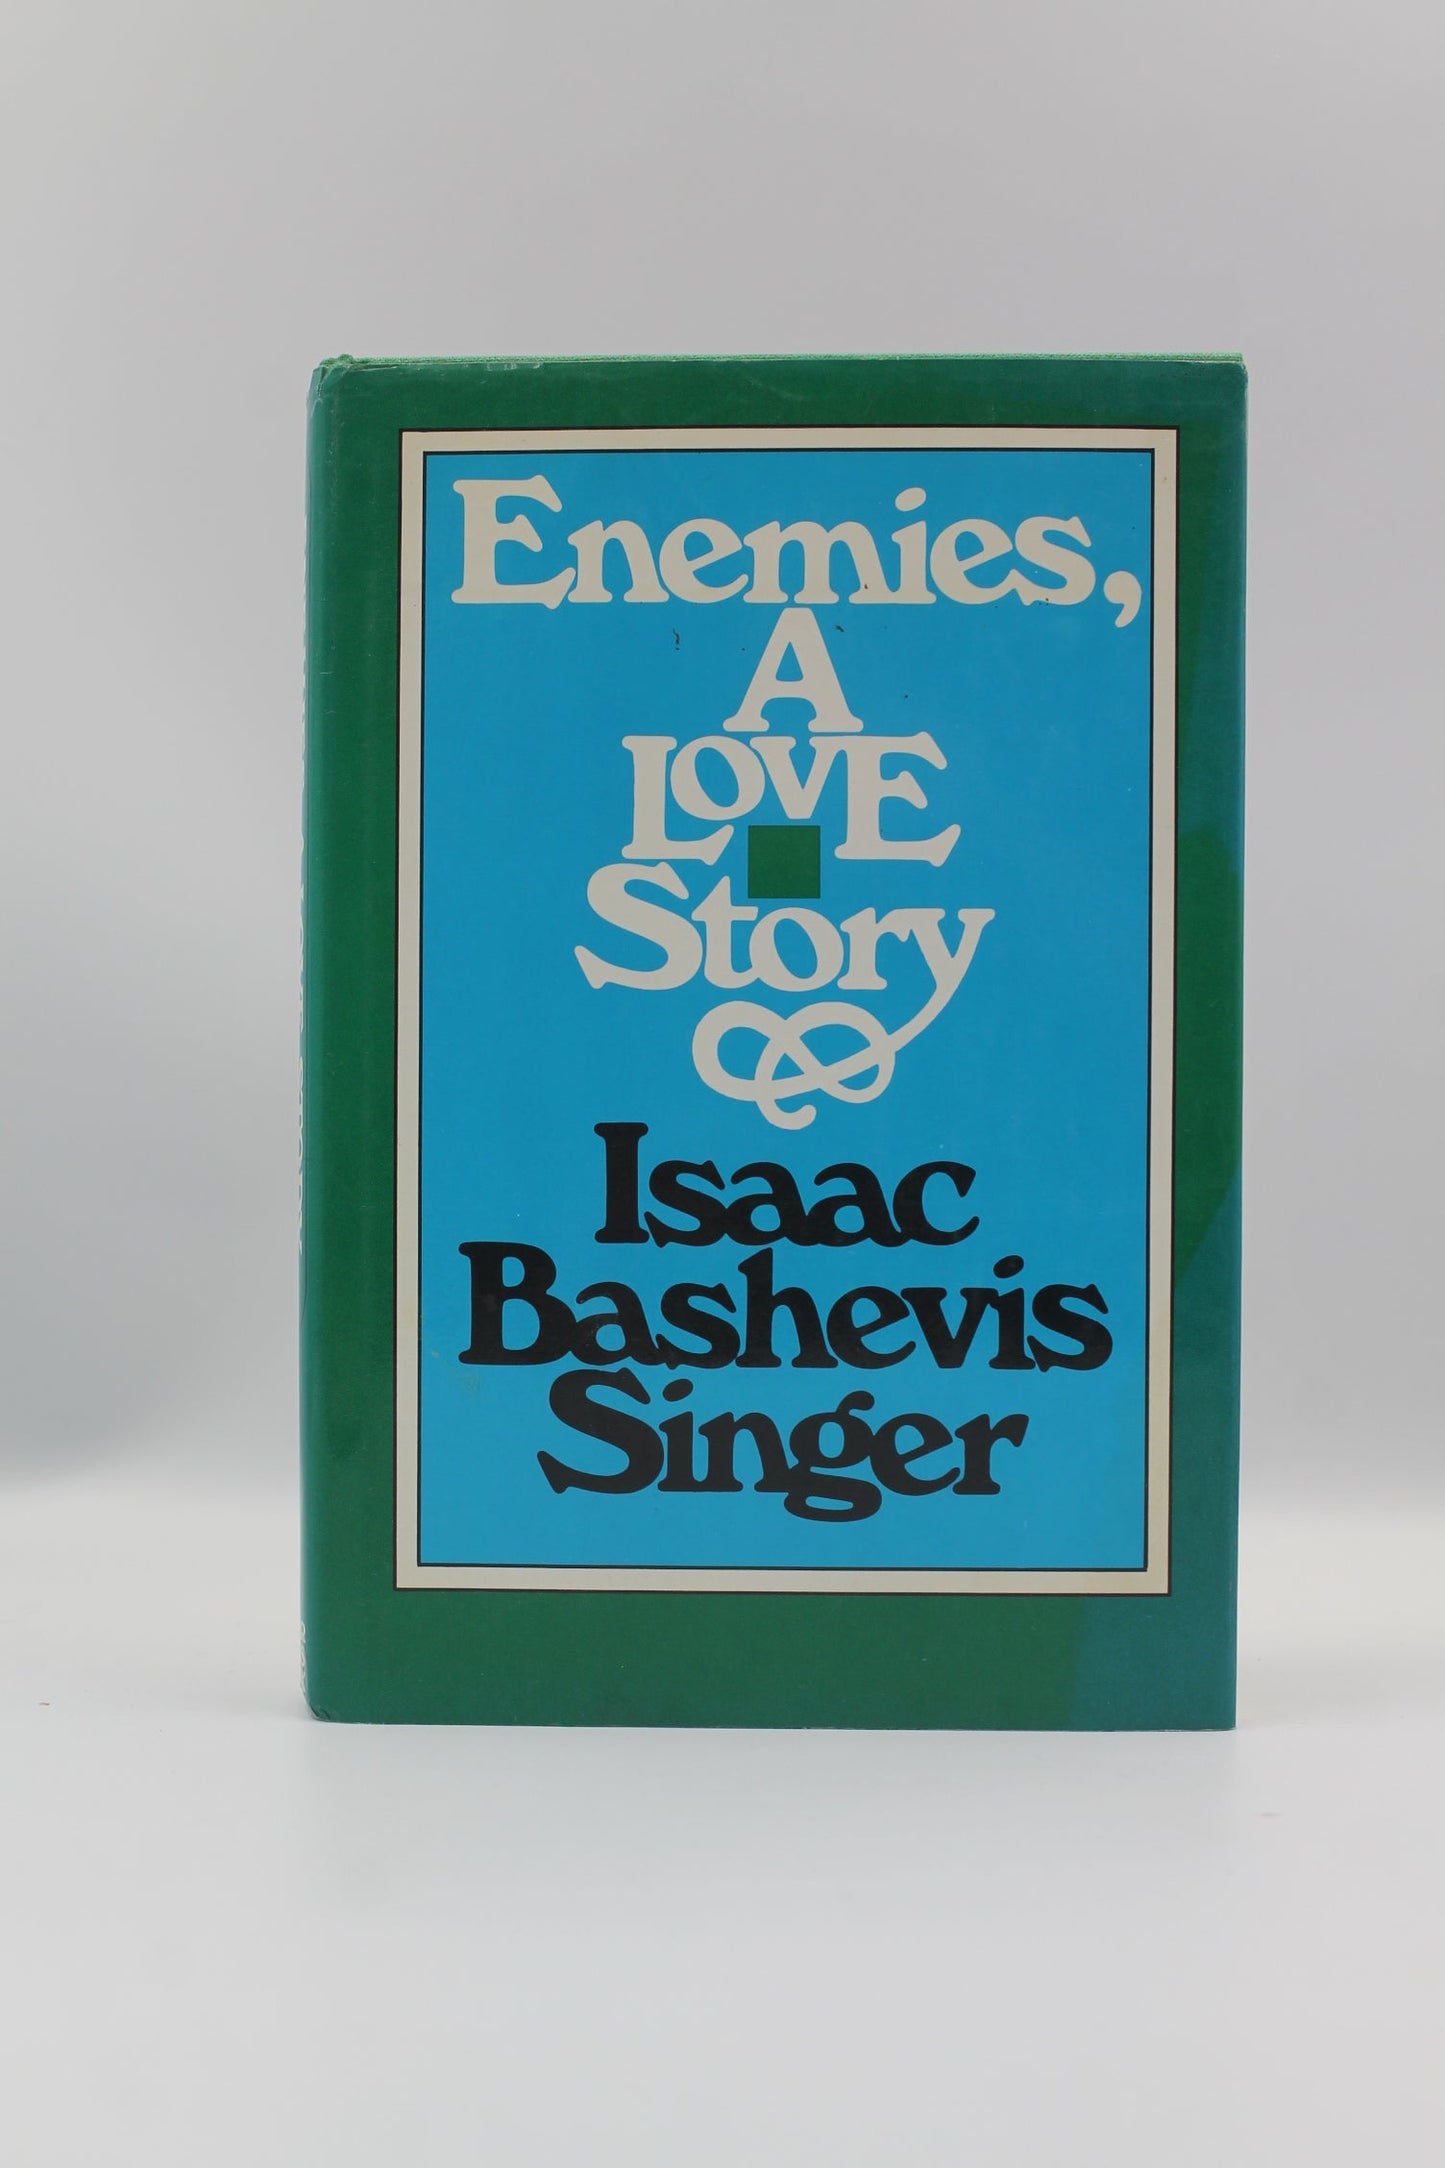 Enemies,
A
LOVE
Story
Isaac
Bashevis
Singer